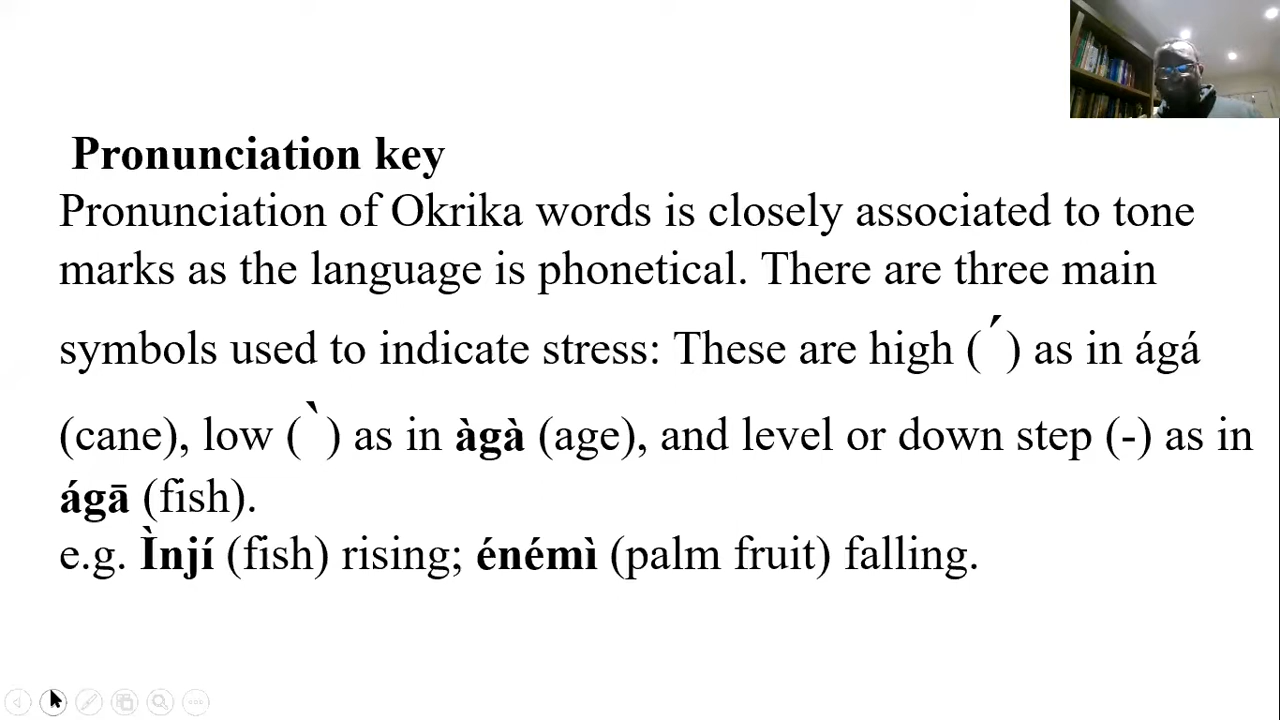 Pronunciation key
Pronunciation of Okrika words is closely associated to tone
marks as the language is phonetical. There are three main
symbols used to indicate stress: These are high (ˊ) as in ágá
(cane), low (ˋ) as in àgà (age), and level or down step (-) as in
ágā (fish).
e.g. Ìnjí (fish) rising; énémì (palm fruit) falling.